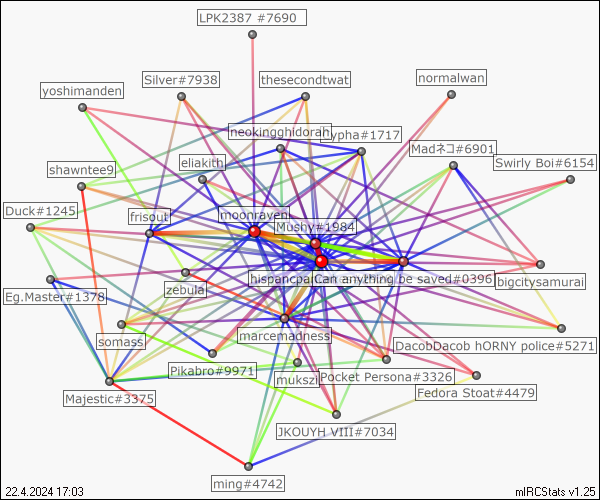 LPK2387 #7690
Silver#7938
thesecondtwat
normalwan
yoshimanden
neokingghidorah
ypha#1717
Madネコ#6901
eliakith
Swirly Boi#6154
shawntee9
Duck#1245
frisout
moonraven
Mushy#1984
hispancpa
Can anything be saved#0396
bigcitysamurai
Eg.Master#1378
zebula
somass
marcemadness
DacobDacob hORNY police#5271
Pikabro#9971
mukszi
Pocket Persona#3326
Fedora Stoat#4479
Majestic#3375
JKOUYH VIII#7034
ming#4742
22.4.2024 17:03
mIRCStats v1.25